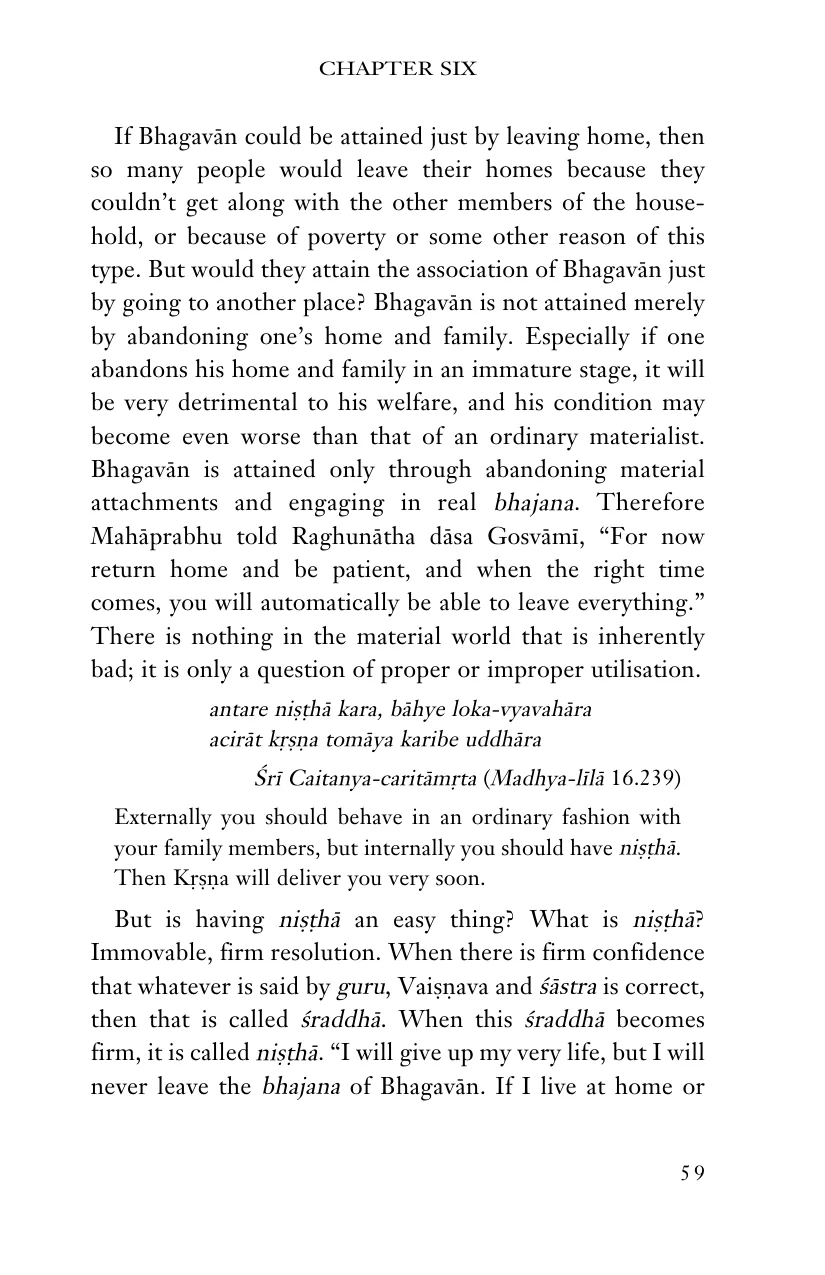 CHAPTER SIX
If Bhagavān could be attained just by leaving home, then
so many people would leave their homes because they
couldn’t get along with the other members of the house-
hold, or because of poverty or some other reason of this
type. But would they attain the association of Bhagavān just
by going to another place? Bhagavān is not attained merely
by abandoning one’s home and family. Especially if one
abandons his home and family in an immature stage, it will
be very detrimental to his welfare, and his condition may
become even worse than that of an ordinary materialist.
Bhagavān is attained only through abandoning material
attachments and engaging in real bhajana. Therefore
Mahāprabhu told Raghunātha dāsa Gosvāmī, “For now
return home and be patient, and when the right time
comes, you will automatically be able to leave everything.”
There is nothing in the material world that is inherently
bad; it is only a question of proper or improper utilisation.
antare niṣṭhā kara, bāhye loka-vyavahāra
acirāt kṛṣṇa tomāya karibe uddhāra
Śrī Caitanya-caritāmṛta (Madhya-līlā 16.239)
Externally you should behave in an ordinary fashion with
your family members, but internally you should have niṣṭhā.
Then Kṛṣṇa will deliver you very soon.
But is having niṣṭhā an easy thing? What is niṣṭhā?
Immovable, firm resolution. When there is firm confidence
that whatever is said by guru, Vaiṣṇava and śāstra is correct,
then that is called śraddhā. When this śraddhā becomes
firm, it is called niṣṭhā. “I will give up my very life, but I will
never leave the bhajana of Bhagavān. If I live at home or
59